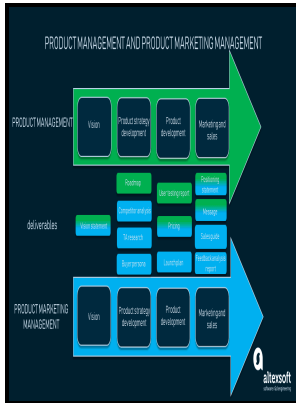 PRODUCT MANAGEMENT AND PRODUCT MARKETING MANAGEMENT
PRODUCT MANAGEMENT
Vision
Product strategy
development
Product
development
Marketing and
sales
deliverables
Vision statement
Roadmap
Competitor analysis
TA research
Buyer persona
User testing report
Pricing
Launch plan
Positioning
statement
Message
Sales guide
Feedback analysis
report
PRODUCT MARKETING
MANAGEMENT
Vision
Product strategy
development
Product
development
Marketing and
sales
altexsoft
software r&d engineering